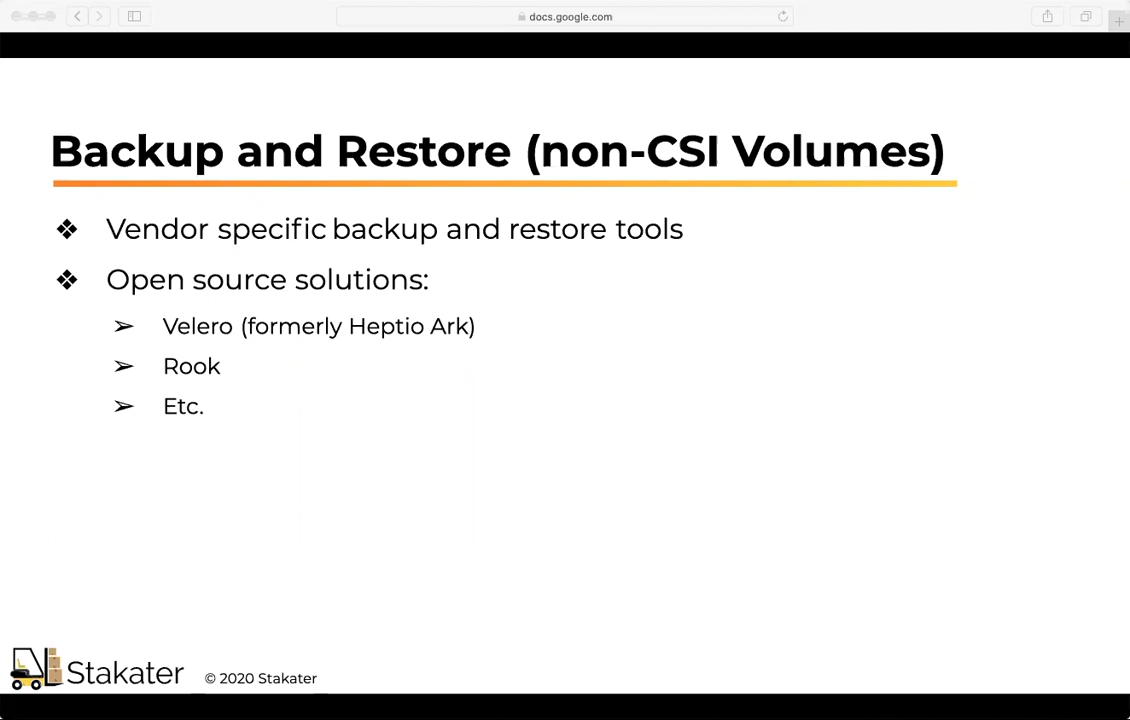 docs.google.com
Backup and Restore (non-CSI Volumes)
❖ Vendor specific backup and restore tools
❖ Open source solutions:
➢ Velero (formerly Heptio Ark)
➢ Rook
➢ Etc.
Stakater © 2020 Stakater